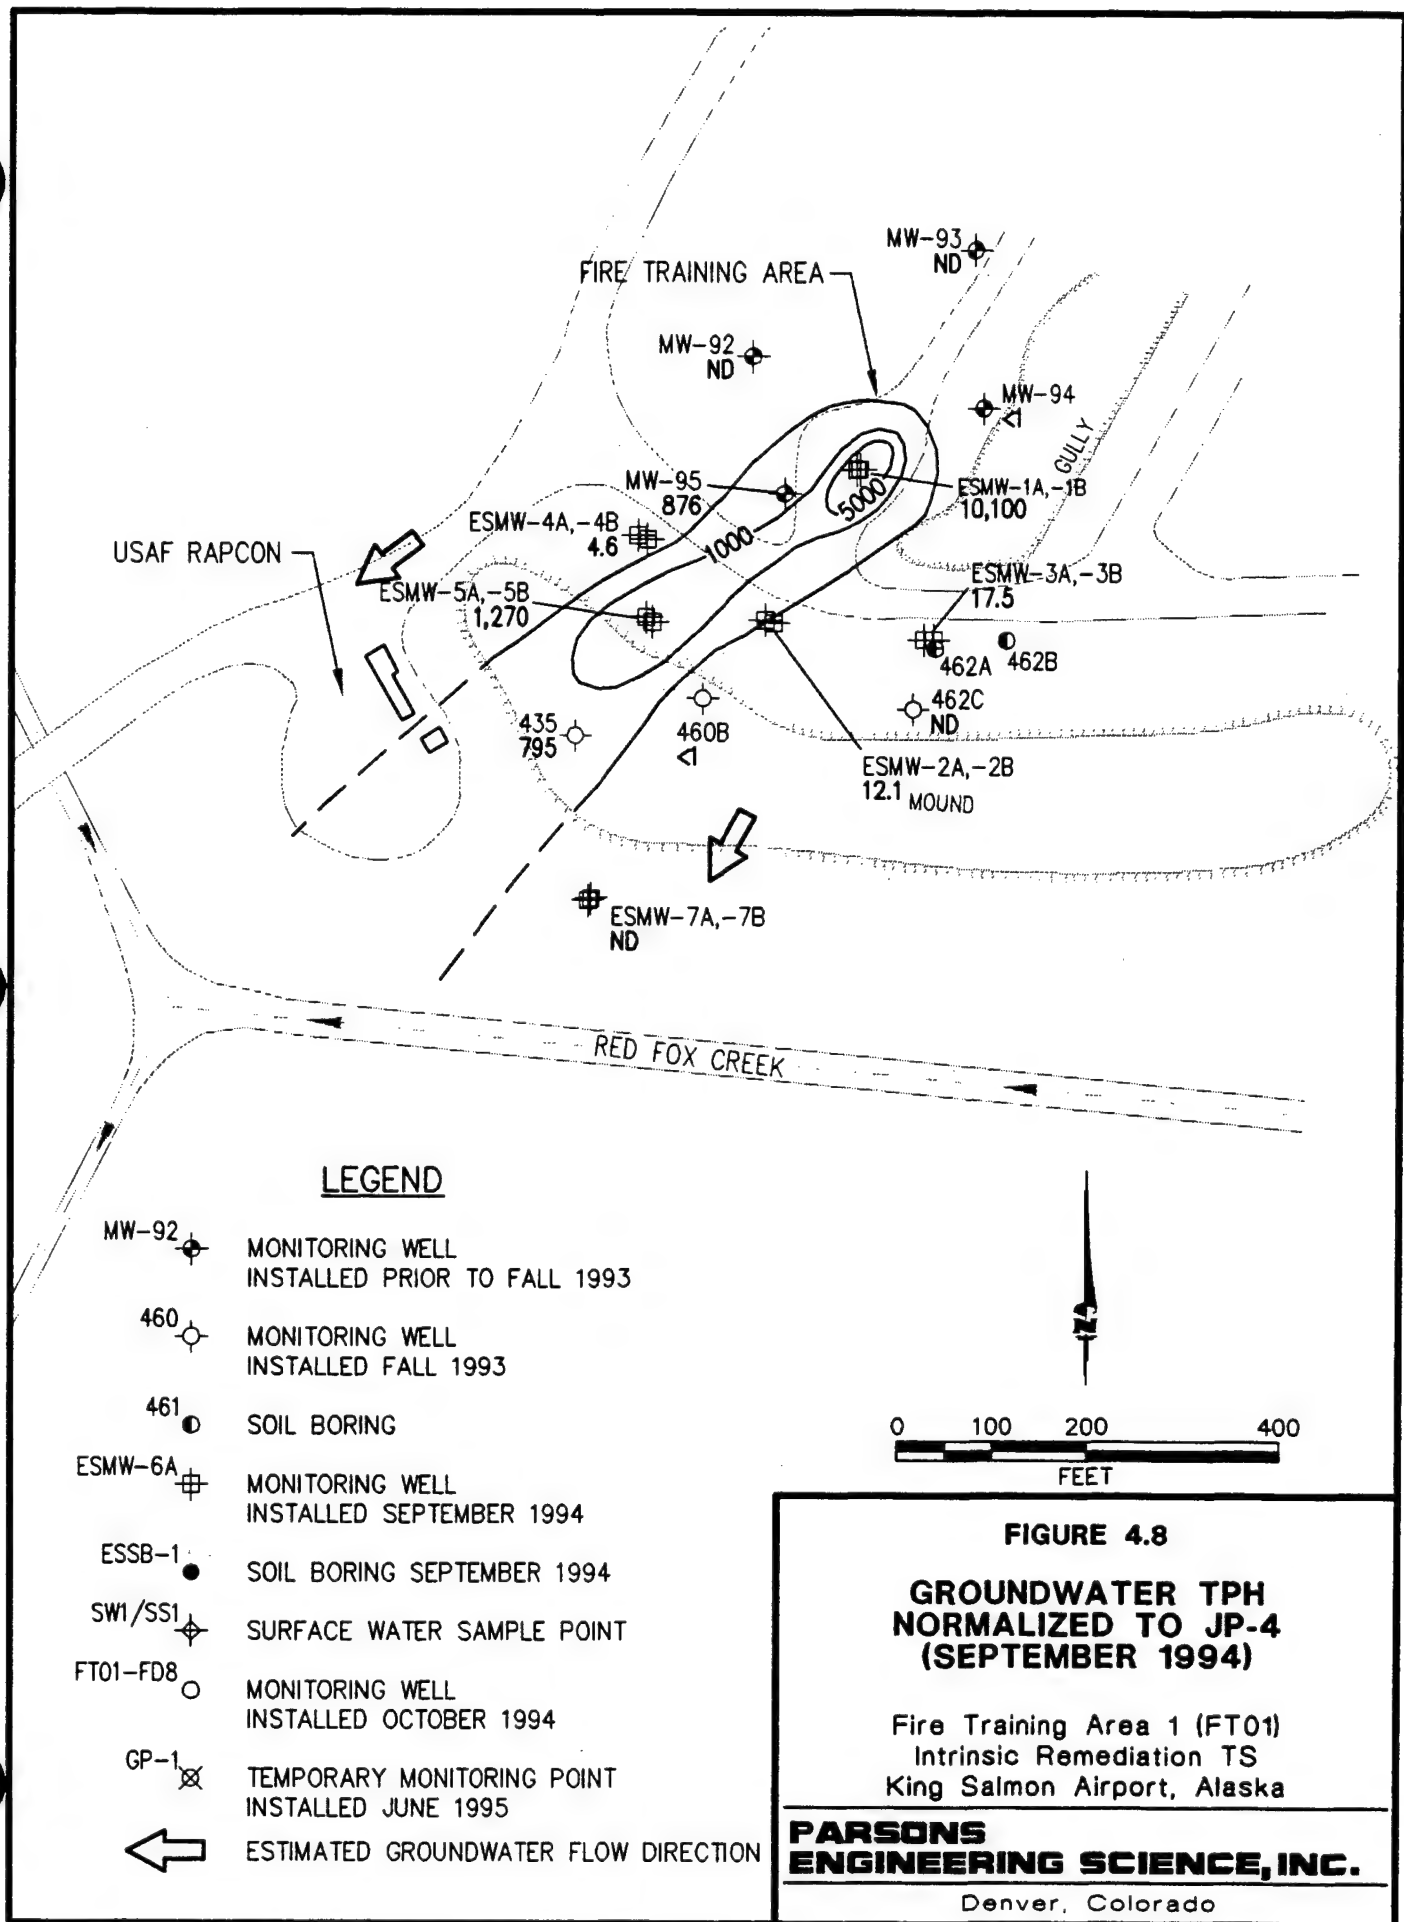 MW-93
ND
FIRE TRAINING AREA
MW-92
ND
MW-94
<1
GULLY
MW-95
876
ESMW-1A,-1B
10,100
5000
1000
ESMW-4A,-4B
4.6
USAF RAPCON
ESMW-5A,-5B
1,270
ESMW-3A,-3B
17.5
462A
462B
462C
ND
435
795
460B
<1
ESMW-2A,-2B
12.1
MOUND
ESMW-7A,-7B
ND
RED FOX CREEK
LEGEND
MW-92
MONITORING WELL
INSTALLED PRIOR TO FALL 1993
460
MONITORING WELL
INSTALLED FALL 1993
461
SOIL BORING
ESMW-6A
MONITORING WELL
INSTALLED SEPTEMBER 1994
ESSB-1
SOIL BORING SEPTEMBER 1994
SW1/SS1
SURFACE WATER SAMPLE POINT
FT01-FD8
MONITORING WELL
INSTALLED OCTOBER 1994
GP-1
TEMPORARY MONITORING POINT
INSTALLED JUNE 1995
ESTIMATED GROUNDWATER FLOW DIRECTION
N
0 100 200 400
FEET
FIGURE 4.8
GROUNDWATER TPH
NORMALIZED TO JP-4
(SEPTEMBER 1994)
Fire Training Area 1 (FT01)
Intrinsic Remediation TS
King Salmon Airport, Alaska
PARSONS
ENGINEERING SCIENCE, INC.
Denver, Colorado